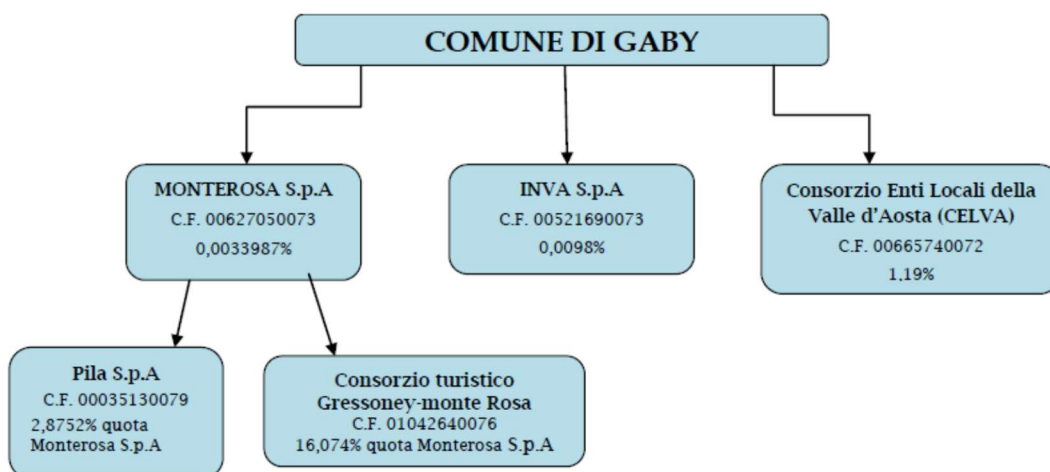 COMUNE DI GABY
MONTEROSA S.p.A
C.F. 00627050073
0,0033987%
INVA S.p.A
C.F. 00521690073
0,0098%
Consorzio Enti Locali della
Valle d'Aosta (CELVA)
C.F. 00665740072
1,19%
Pila S.p.A
C.F. 00035130079
2,8752% quota
Monterosa S.p.A
Consorzio turistico
Gressoney-monte Rosa
C.F. 01042640076
16,074% quota Monterosa S.p.A